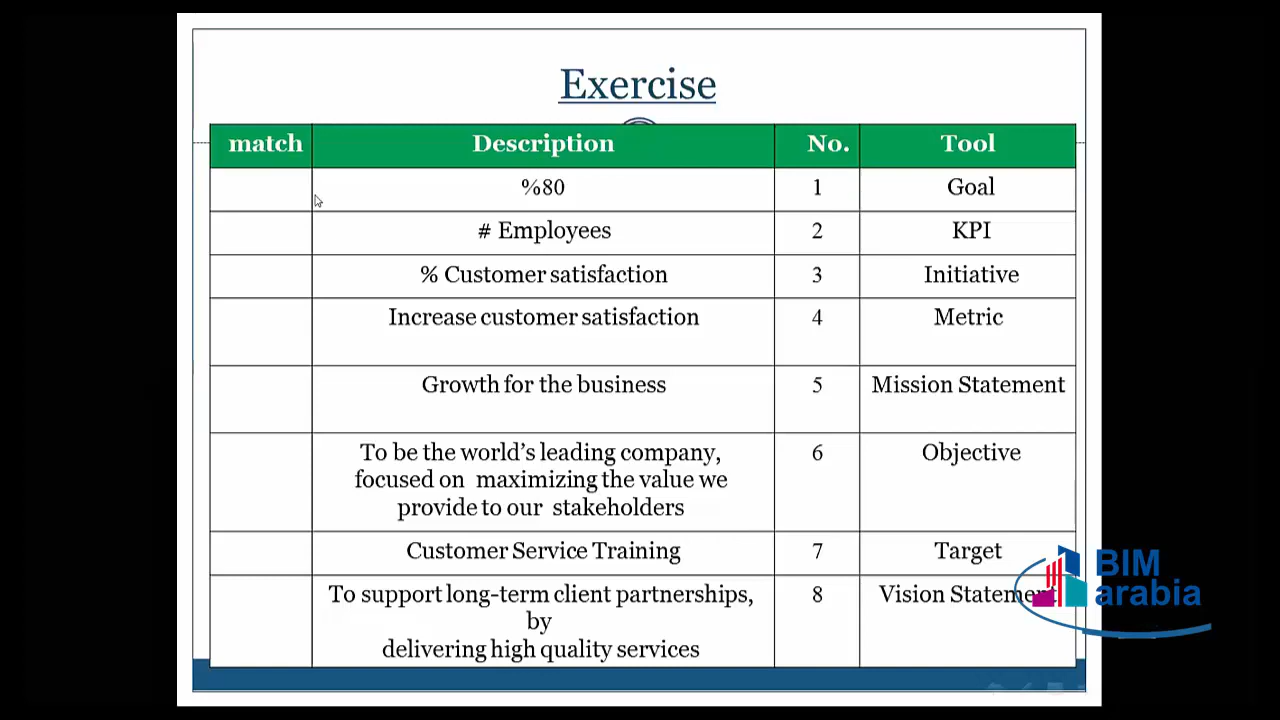 Exercise
match Description No. Tool
%80 1 Goal
# Employees 2 KPI
% Customer satisfaction 3 Initiative
Increase customer satisfaction 4 Metric
Growth for the business 5 Mission Statement
To be the world's leading company, 6 Objective
focused on maximizing the value we
provide to our stakeholders
Customer Service Training 7 Target
To support long-term client partnerships, 8 Vision Statement
by
delivering high quality services
BIM
arabia